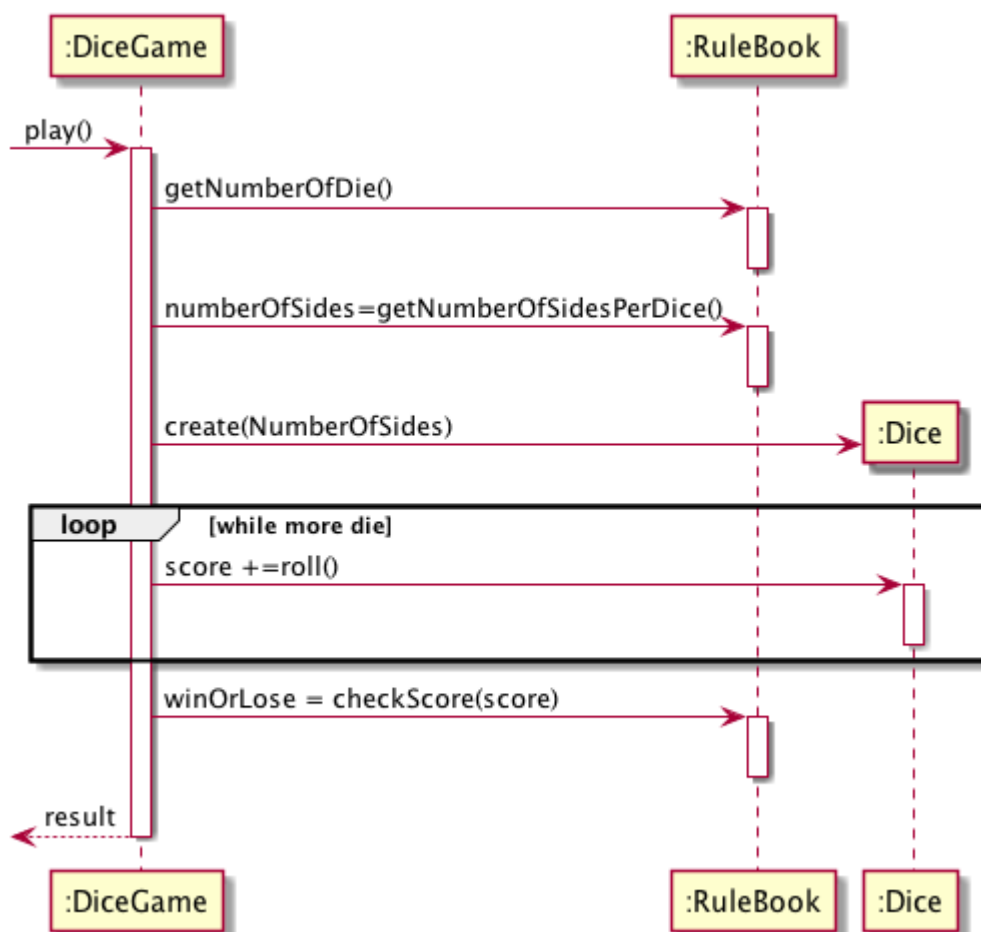 :DiceGame
:RuleBook
play()
getNumberOfDie()
numberOfSides=getNumberOfSidesPerDice()
create(NumberOfSides)
:Dice
loop
[while more die]
score +=roll()
winOrLose = checkScore(score)
result
:DiceGame
:RuleBook
:Dice